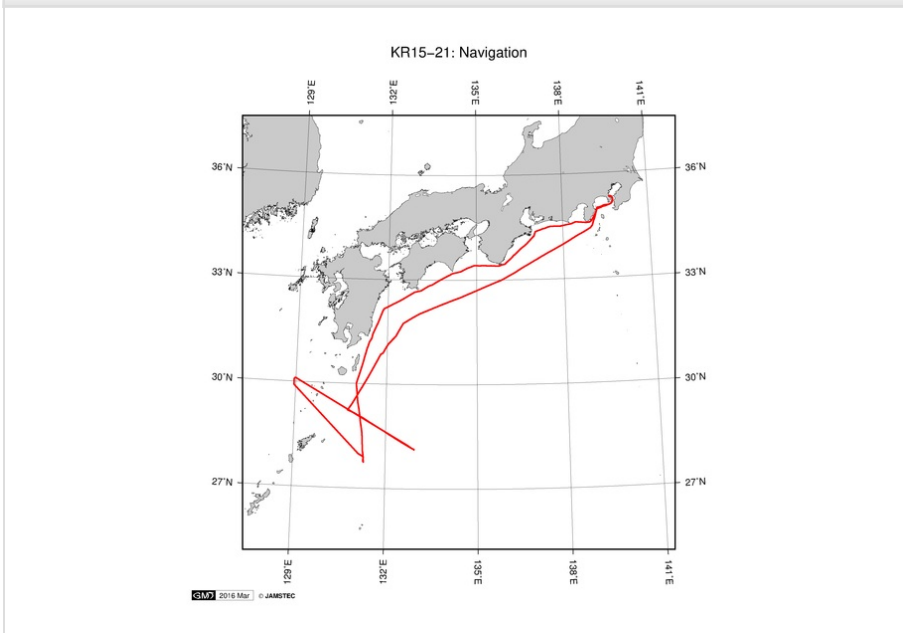 KR15−21: Navigation
129˚E 132˚E 135˚E 138˚E 141˚E
36˚N 36˚N
33˚N 33˚N
30˚N 30˚N
27˚N 27˚N
129˚E 132˚E 135˚E 138˚E 141˚E
GMT 2016 Mar © JAMSTEC